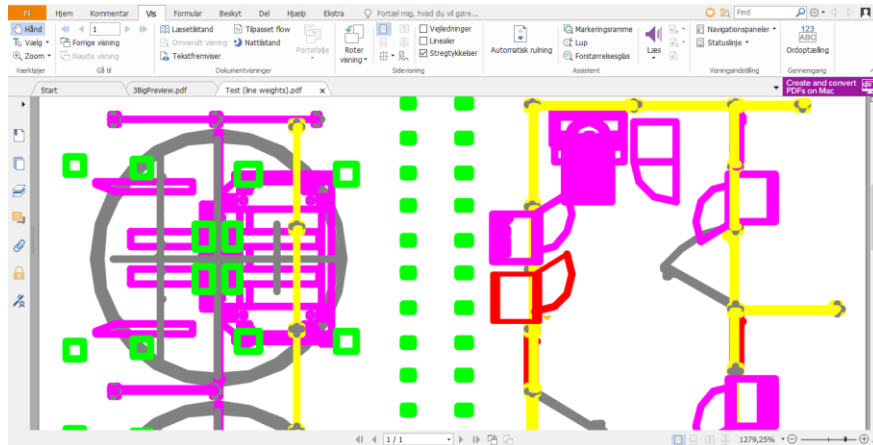 Fil Hjem Kommentar Vis Formular Beskyt Del Hjælp Ekstra Fortæl mig, hvad du vil gøre... Find
Hånd 1 Læsetilstand Tilpasset flow Vejledninger Markeringsramme Navigationspaneler 123
Vælg Forrige visning Omvendt visning Nattilstand Portefølje Roter Linealer Automatisk rulning Lup Læs Statuslinje ABC
Zoom Næste visning Tekstfremviser visning Stregtykkelser Forstørrelsesglas Ordoptælling
Værktøjer Gå til Dokumentvisninger Sidevisning Assistent Visningsindstilling Gennemgang
Start 3BigPreview.pdf Test (line weights).pdf x Create and convert
PDFs on Mac
1 / 1 1279,25%